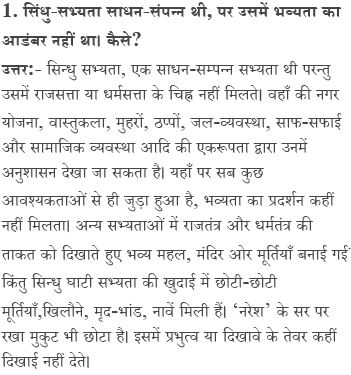 1. सिंधु-सभ्यता साधन-संपन्न थी, पर उसमें भव्यता का
आडंबर नहीं था। कैसे?
उत्तर:- सिन्धु सभ्यता, एक साधन-सम्पन्न सभ्यता थी परन्तु
उसमें राजसत्ता या धर्मसत्ता के चिह्न नहीं मिलते। वहाँ की नगर
योजना, वास्तुकला, मुहरों, ठप्पों, जल-व्यवस्था, साफ-सफाई
और सामाजिक व्यवस्था आदि की एकरूपता द्वारा उनमें
अनुशासन देखा जा सकता है। यहाँ पर सब कुछ
आवश्यकताओं से ही जुड़ा हुआ है, भव्यता का प्रदर्शन कहीं
नहीं मिलता। अन्य सभ्यताओं में राजतंत्र और धर्मतंत्र की
ताकत को दिखाते हुए भव्य महल, मंदिर ओर मूर्तियाँ बनाई गईं
किंतु सिन्धु घाटी सभ्यता की खुदाई में छोटी-छोटी
मूर्तियाँ,खिलौने, मृद-भांड, नावें मिली हैं। ‘नरेश’ के सर पर
रखा मुकुट भी छोटा है। इसमें प्रभुत्व या दिखावे के तेवर कहीं
दिखाई नहीं देते।